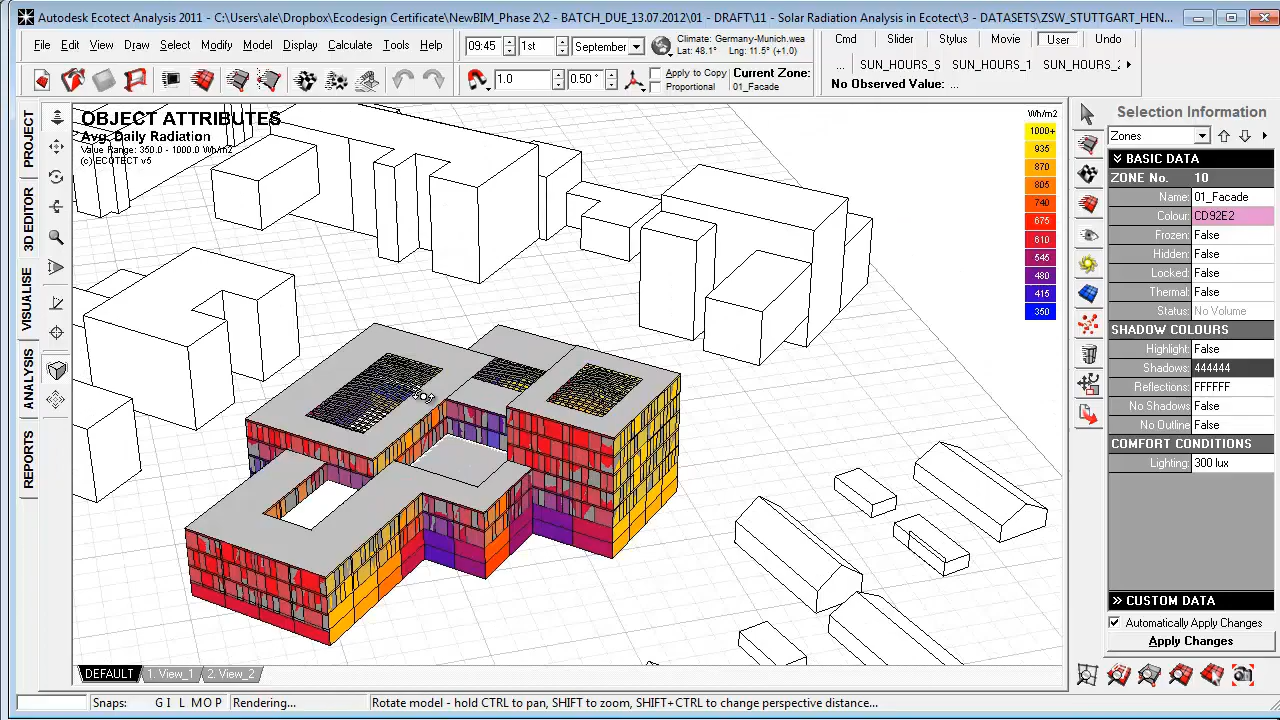 Autodesk Ecotect Analysis 2011 - C:\Users\ale\Dropbox\Ecodesign Certificate\NewBIM_Phase 2\2 - BATCH_DUE_13.07.2012\01 - DRAFT\11 - Solar Radiation Analysis in Ecotect\3 - DATASETS\ZSW_STUTTGART_HEN...
File Edit View Draw Select Modify Model Display Calculate Tools Help
09:45 1st September
Climate: Germany-Munich.wea
Lat: 48.1° Lng: 11.5° (+1.0)
Cmd Slider Stylus Movie User Undo
... SUN_HOURS_S SUN_HOURS_1 SUN_HOURS_2
1.0 0.50 °
Apply to Copy
Proportional
Current Zone:
01_Facade
No Observed Value: ...
PROJECT
3D EDITOR
VISUALISE
ANALYSIS
REPORTS
OBJECT ATTRIBUTES
Avg. Daily Radiation
Value Range: 350.0 - 1000.0 Wh/m2
(c) ECOTECT v5
Wh/m2
1000+
935
870
805
740
675
610
545
480
415
350
Selection Information
Zones
BASIC DATA
ZONE No. 10
Name: 01_Facade
Colour: CD92E2
Frozen: False
Hidden: False
Locked: False
Thermal: False
Status: No Volume
SHADOW COLOURS
Highlight: False
Shadows: 444444
Reflections: FFFFFF
No Shadows False
No Outline False
COMFORT CONDITIONS
Lighting: 300 lux
CUSTOM DATA
Automatically Apply Changes
Apply Changes
DEFAULT 1. View_1 2. View_2
Snaps: G I L M O P Rendering... Rotate model - hold CTRL to pan, SHIFT to zoom, SHIFT+CTRL to change perspective distance...